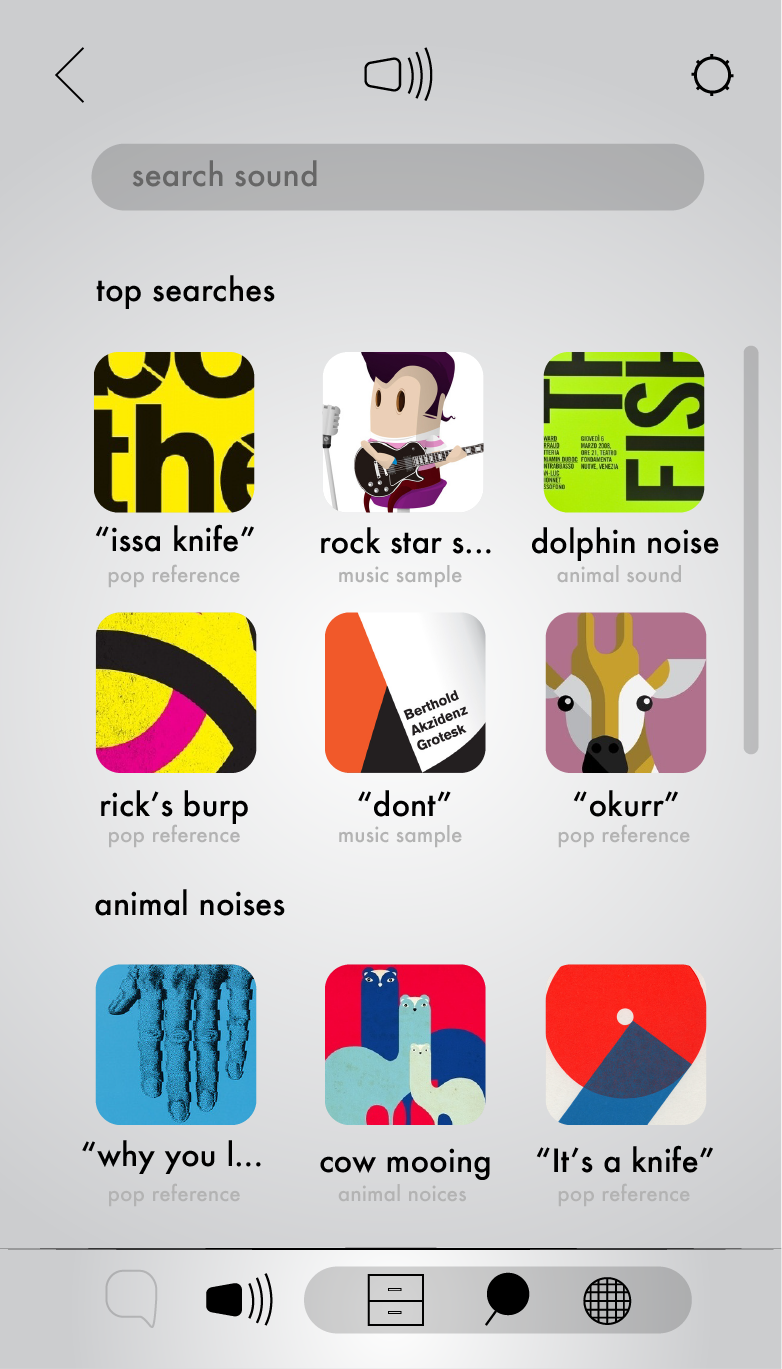 search sound
top searches
bo
the
TH
FISH
GIOVEDÌ 6
MARZO 2008,
ORE 21, TEATRO
FONDAMENTA
NUOVE, VENEZIA
“issa knife”
rock star s...
dolphin noise
pop reference
music sample
animal sound
Berthold
Akzidenz
Grotesk
rick’s burp
“dont”
“okurr”
pop reference
music sample
pop reference
animal noises
“why you l...
cow mooing
“It’s a knife”
pop reference
animal noices
pop reference